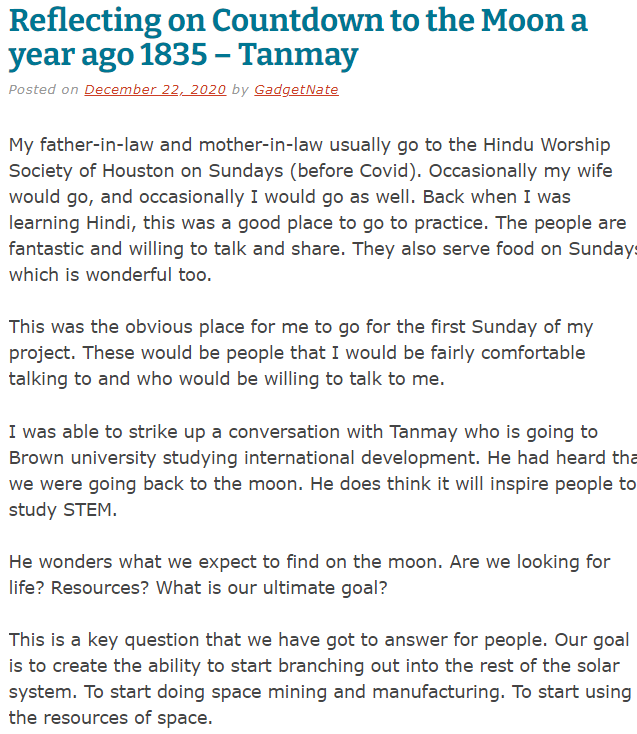 Reflecting on Countdown to the Moon a
year ago 1835 – Tanmay
Posted on December 22, 2020 by GadgetNate
My father-in-law and mother-in-law usually go to the Hindu Worship
Society of Houston on Sundays (before Covid). Occasionally my wife
would go, and occasionally I would go as well. Back when I was
learning Hindi, this was a good place to go to practice. The people are
fantastic and willing to talk and share. They also serve food on Sundays
which is wonderful too.
This was the obvious place for me to go for the first Sunday of my
project. These would be people that I would be fairly comfortable
talking to and who would be willing to talk to me.
I was able to strike up a conversation with Tanmay who is going to
Brown university studying international development. He had heard tha
we were going back to the moon. He does think it will inspire people to
study STEM.
He wonders what we expect to find on the moon. Are we looking for
life? Resources? What is our ultimate goal?
This is a key question that we have got to answer for people. Our goal
is to create the ability to start branching out into the rest of the solar
system. To start doing space mining and manufacturing. To start using
the resources of space.